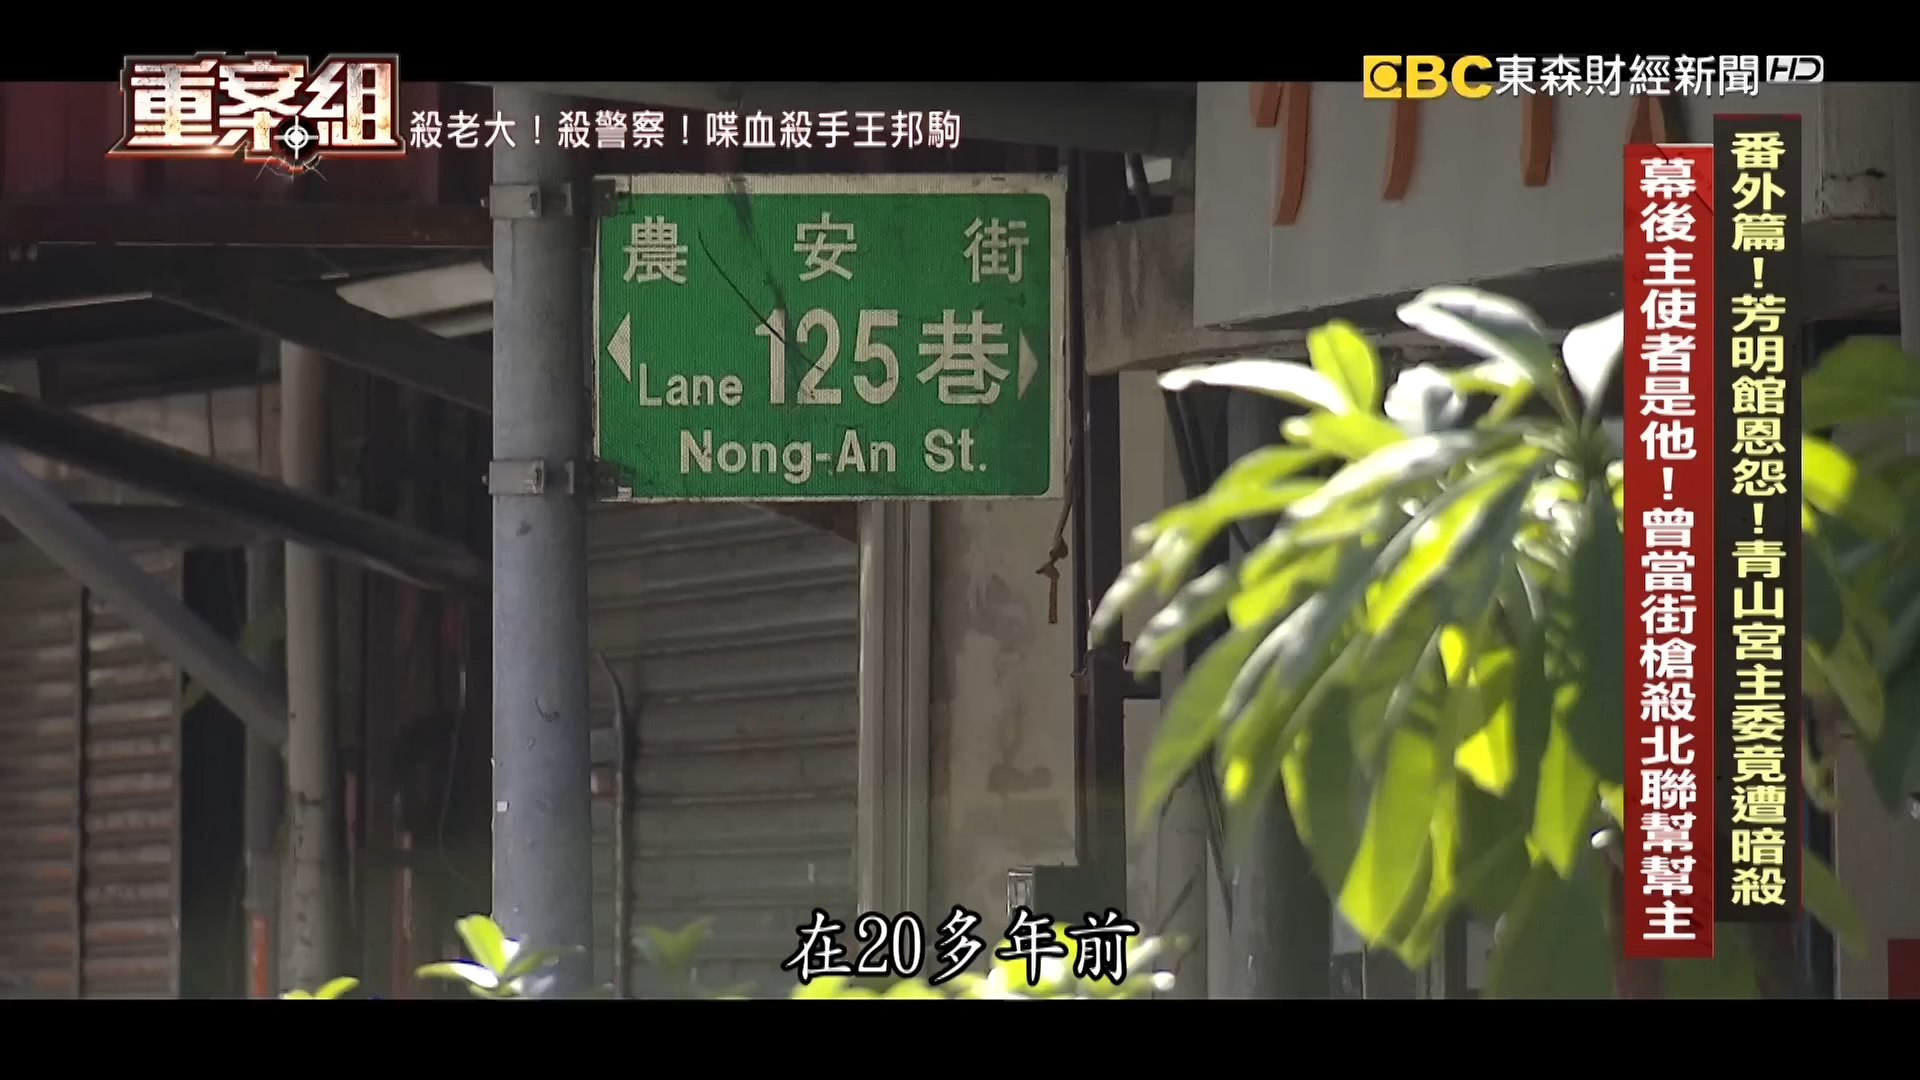 重案組
殺老大！殺警察！喋血殺手王邦駒
EBC東森財經新聞HD
番外篇！芳明館恩怨！青山宮主委竟遭暗殺
幕後主使者是他！曾當街槍殺北聯幫幫主
農安街
Lane 125巷
Nong-An St.
在20多年前